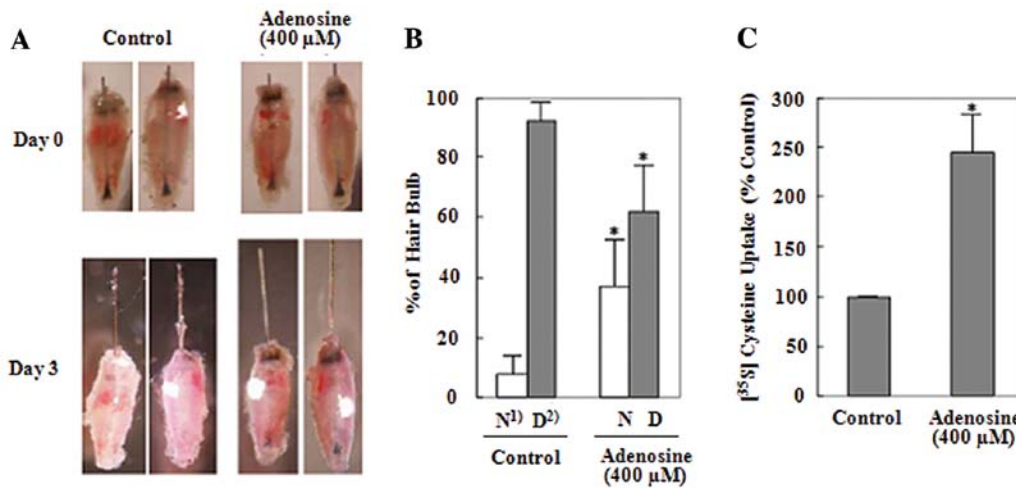 A
Control
Adenosine
(400 µM)
Day 0
Day 3
B
% of Hair Bulb
100
80
60
40
20
0
N1) D2)
N D
Control
Adenosine
(400 µM)
*
*
C
[35S] Cysteine Uptake (% Control)
300
250
200
150
100
50
0
*
Control
Adenosine
(400 µM)